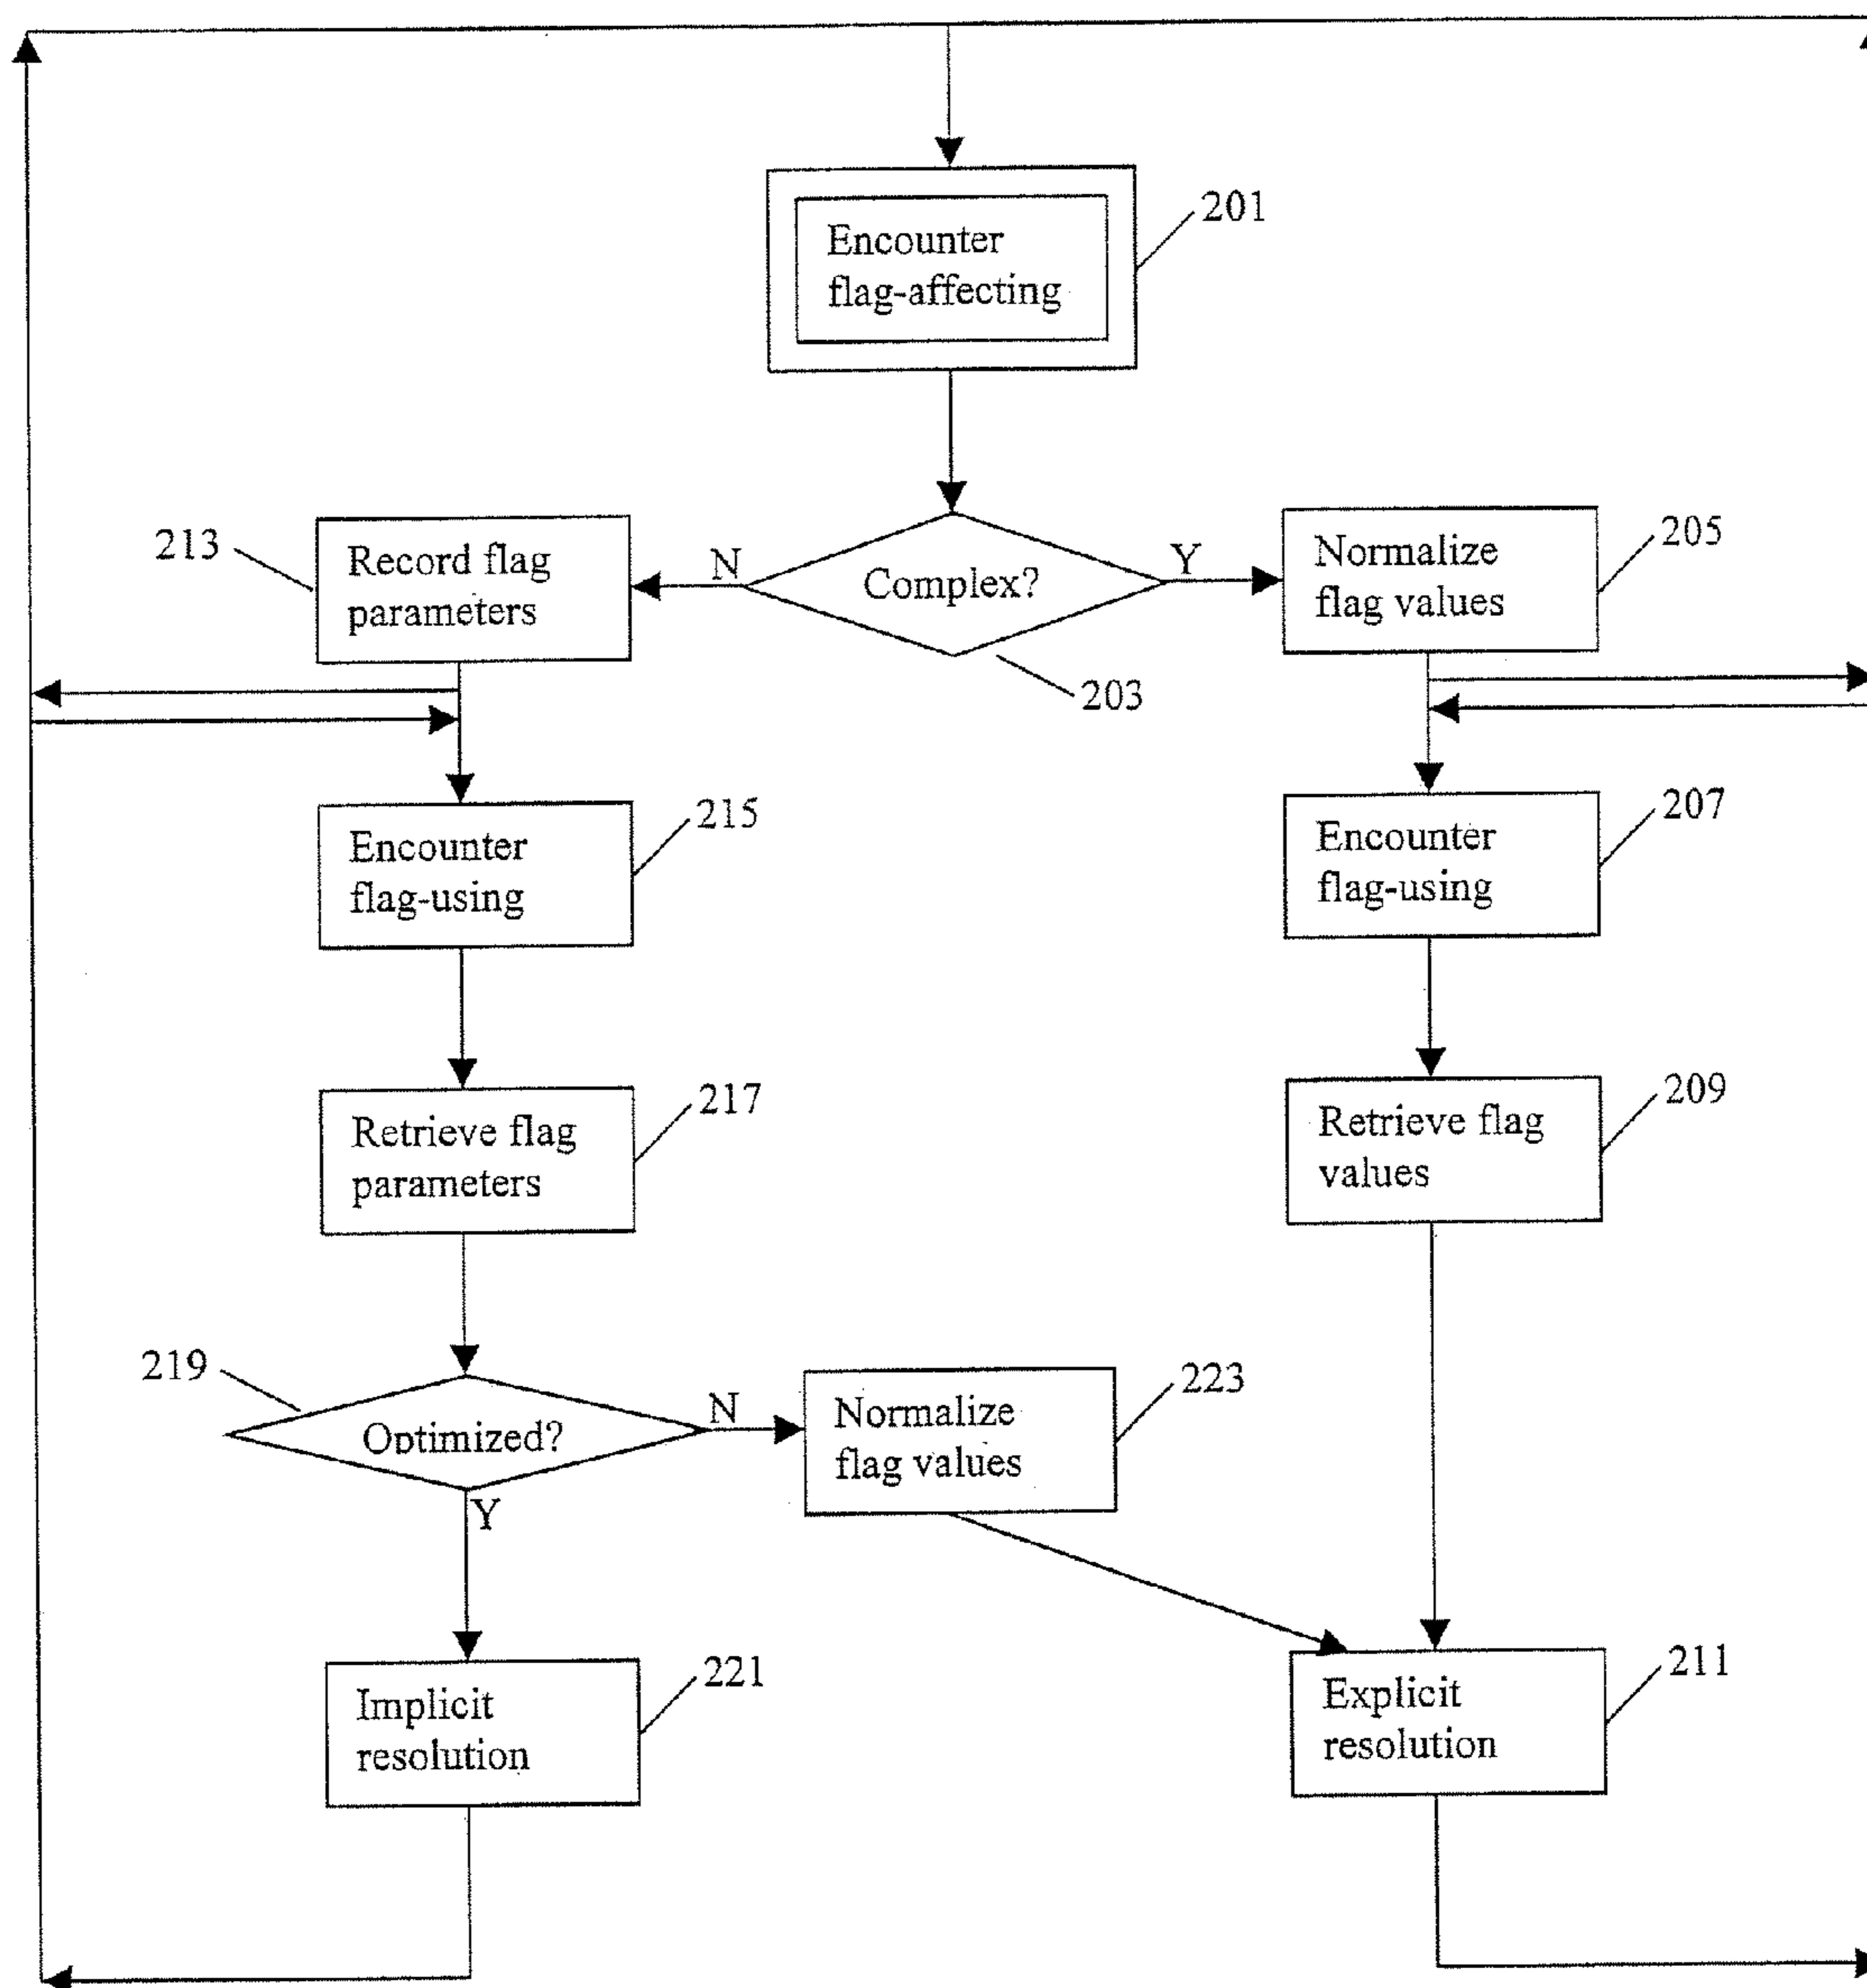 201
Encounter
flag-affecting
213
Record flag
parameters
N
Complex?
Y
Normalize
flag values
205
203
Encounter
flag-using
215
Encounter
flag-using
207
Retrieve flag
parameters
217
Retrieve flag
values
209
219
Optimized?
N
Normalize
flag values
223
Y
Implicit
resolution
221
Explicit
resolution
211